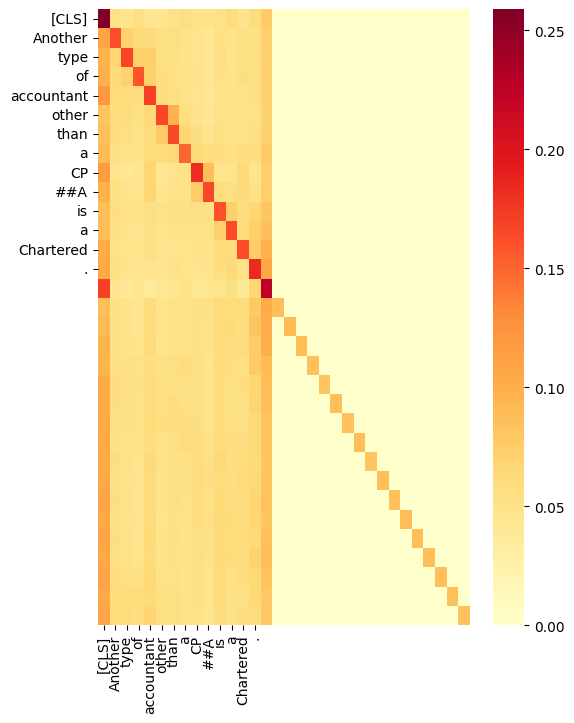 [CLS]
Another
type
of
accountant
other
than
a
CP
##A
is
a
Chartered
.
[CLS]
Another
type
of
accountant
other
than
a
CP
##A
is
a
Chartered
.
0.25
0.20
0.15
0.10
0.05
0.00